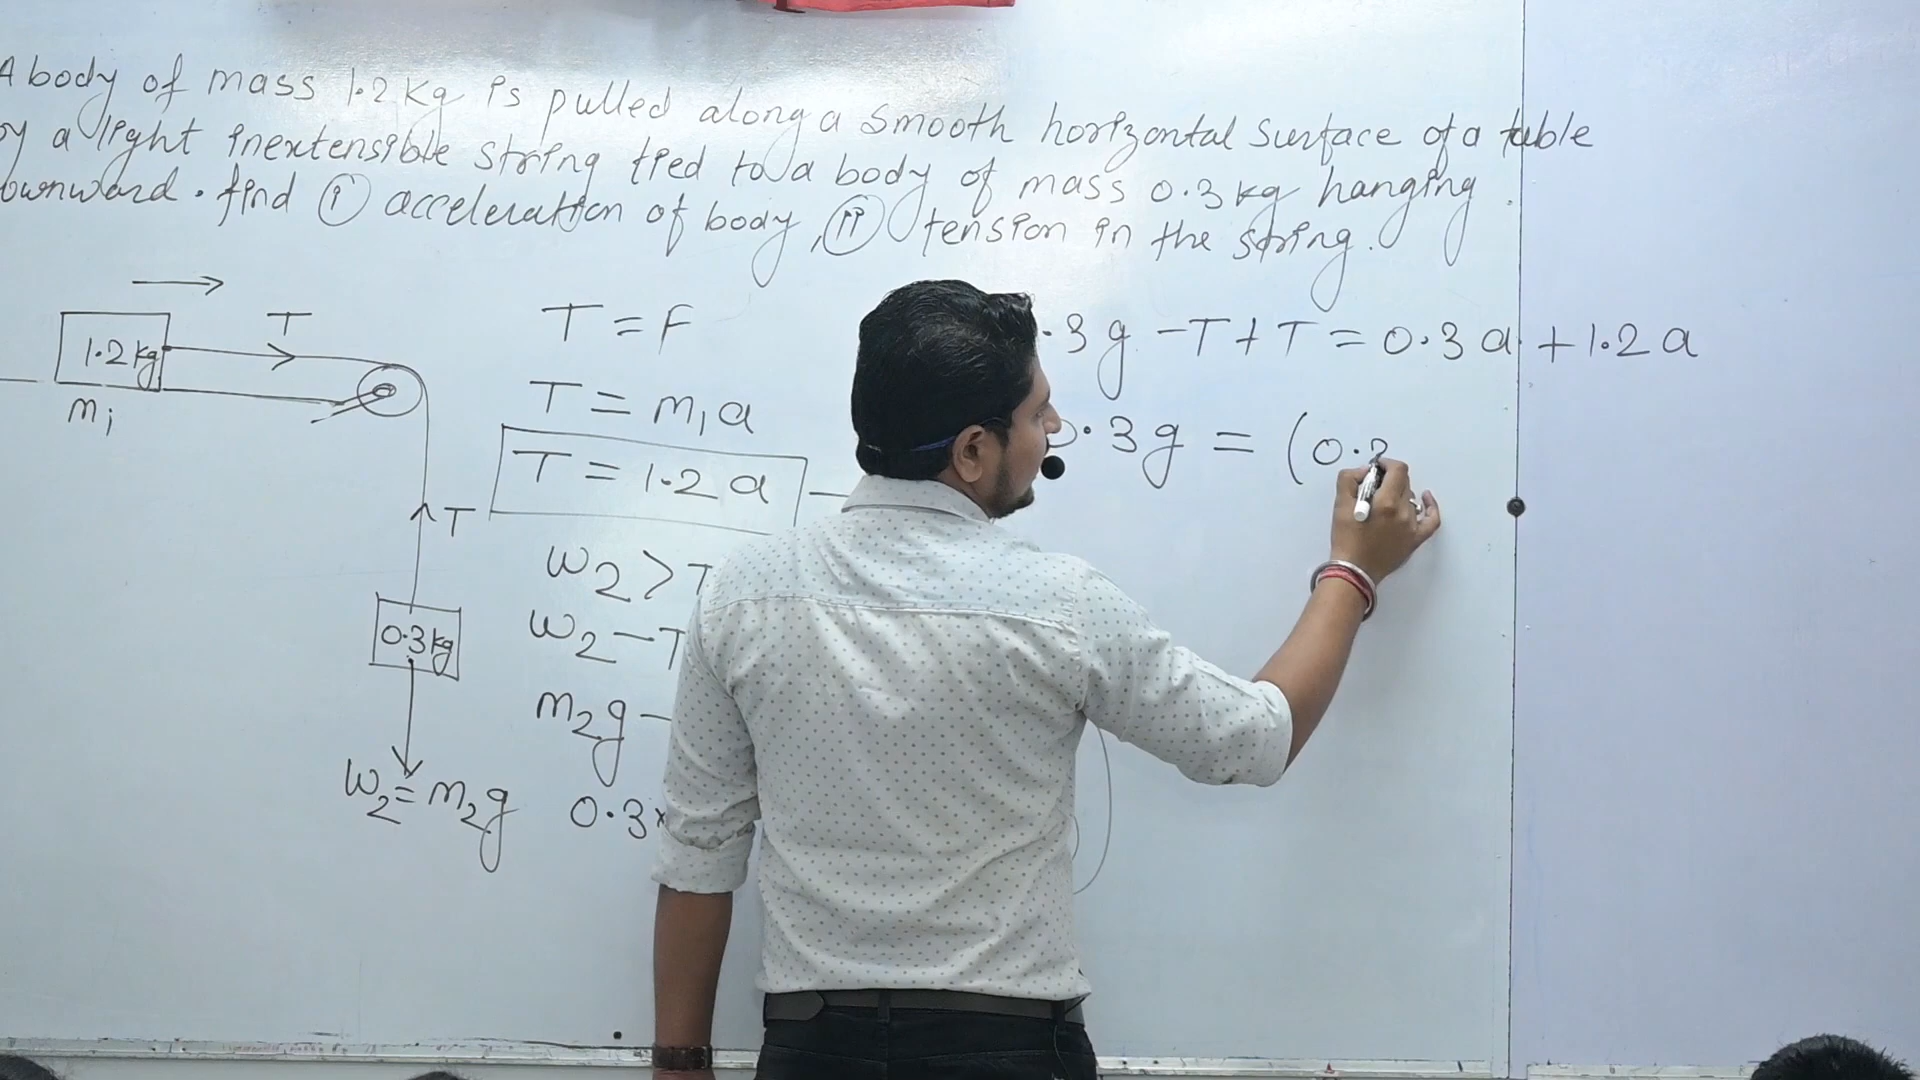 A body of mass 1.2 kg is pulled along a smooth horizontal surface of a table
a light inextensible string tied to a body of mass 0.3 kg hanging
find (i) acceleration of body, (ii) tension in the string.
T
1.2 kg
m₁
T
0.3 kg
W₂ = m₂g
T = F
T = m₁a
T = 1.2 a
W₂ > T
W₂ - T
m₂g -
0.3
.3g - T + T = 0.3 a + 1.2 a
0.3g = (0.3